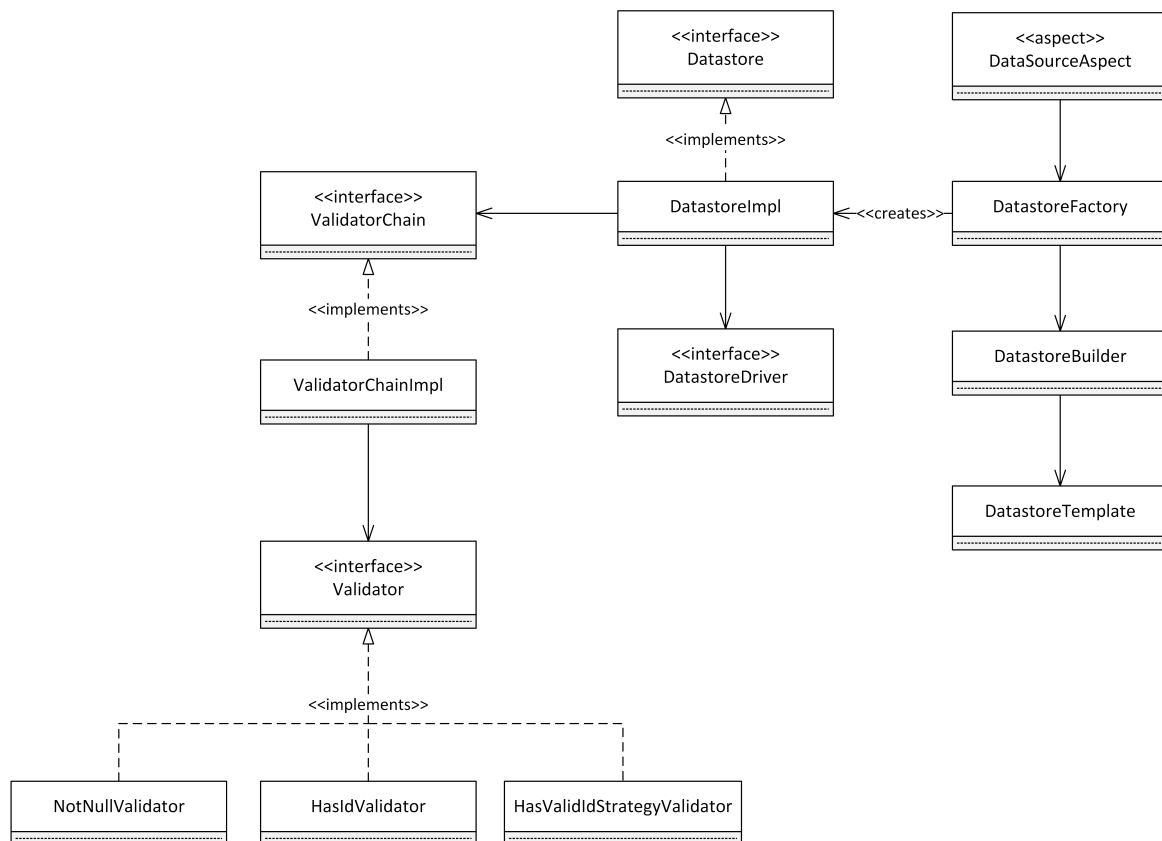 <<interface>>
Datastore
<<aspect>>
DataSourceAspect
<<implements>>
<<interface>>
ValidatorChain
DatastoreImpl
<<creates>>
DatastoreFactory
<<implements>>
<<interface>>
DatastoreDriver
DatastoreBuilder
ValidatorChainImpl
DatastoreTemplate
<<interface>>
Validator
<<implements>>
NotNullValidator
HasIdValidator
HasValidIdStrategyValidator